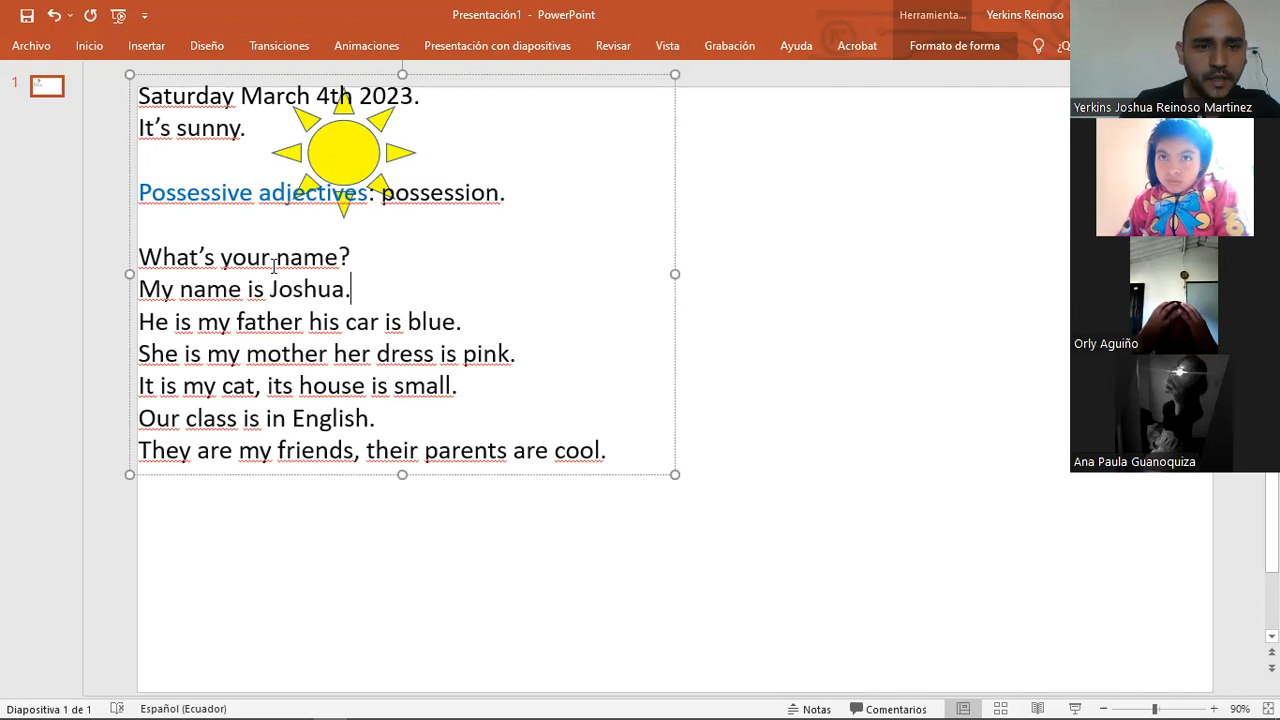 Presentación1 - PowerPoint
Herramienta...
Yerkins Reinoso
Archivo
Inicio
Insertar
Diseño
Transiciones
Animaciones
Presentación con diapositivas
Revisar
Vista
Grabación
Ayuda
Acrobat
Formato de forma
¿Q
1
Saturday March 4th 2023.
It’s sunny.
Possessive adjectives: possession.
What’s your name?
My name is Joshua.
He is my father his car is blue.
She is my mother her dress is pink.
It is my cat, its house is small.
Our class is in English.
They are my friends, their parents are cool.
Yerkins Joshua Reinoso Martinez
Orly Aguiño
Ana Paula Guanoquiza
Diapositiva 1 de 1
Español (Ecuador)
Notas
Comentarios
90%